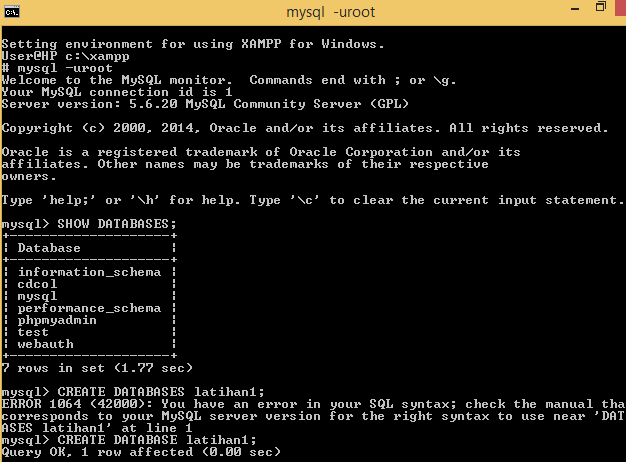 C:\.
mysql -uroot
Setting environment for using XAMPP for Windows.
User@HP c:\xampp
# mysql -uroot
Welcome to the MySQL monitor.  Commands end with ; or \g.
Your MySQL connection id is 1
Server version: 5.6.20 MySQL Community Server (GPL)
Copyright (c) 2000, 2014, Oracle and/or its affiliates. All rights reserved.
Oracle is a registered trademark of Oracle Corporation and/or its
affiliates. Other names may be trademarks of their respective
owners.
Type 'help;' or '\h' for help. Type '\c' to clear the current input statement.
mysql> SHOW DATABASES;
+--------------------+
| Database           |
+--------------------+
| information_schema |
| cdcol              |
| mysql              |
| performance_schema |
| phpmyadmin         |
| test               |
| webauth            |
+--------------------+
7 rows in set (1.77 sec)
mysql> CREATE DATABASES latihan1;
ERROR 1064 (42000): You have an error in your SQL syntax; check the manual tha
corresponds to your MySQL server version for the right syntax to use near 'DAT
ASES latihan1' at line 1
mysql> CREATE DATABASE latihan1;
Query OK, 1 row affected (0.00 sec)